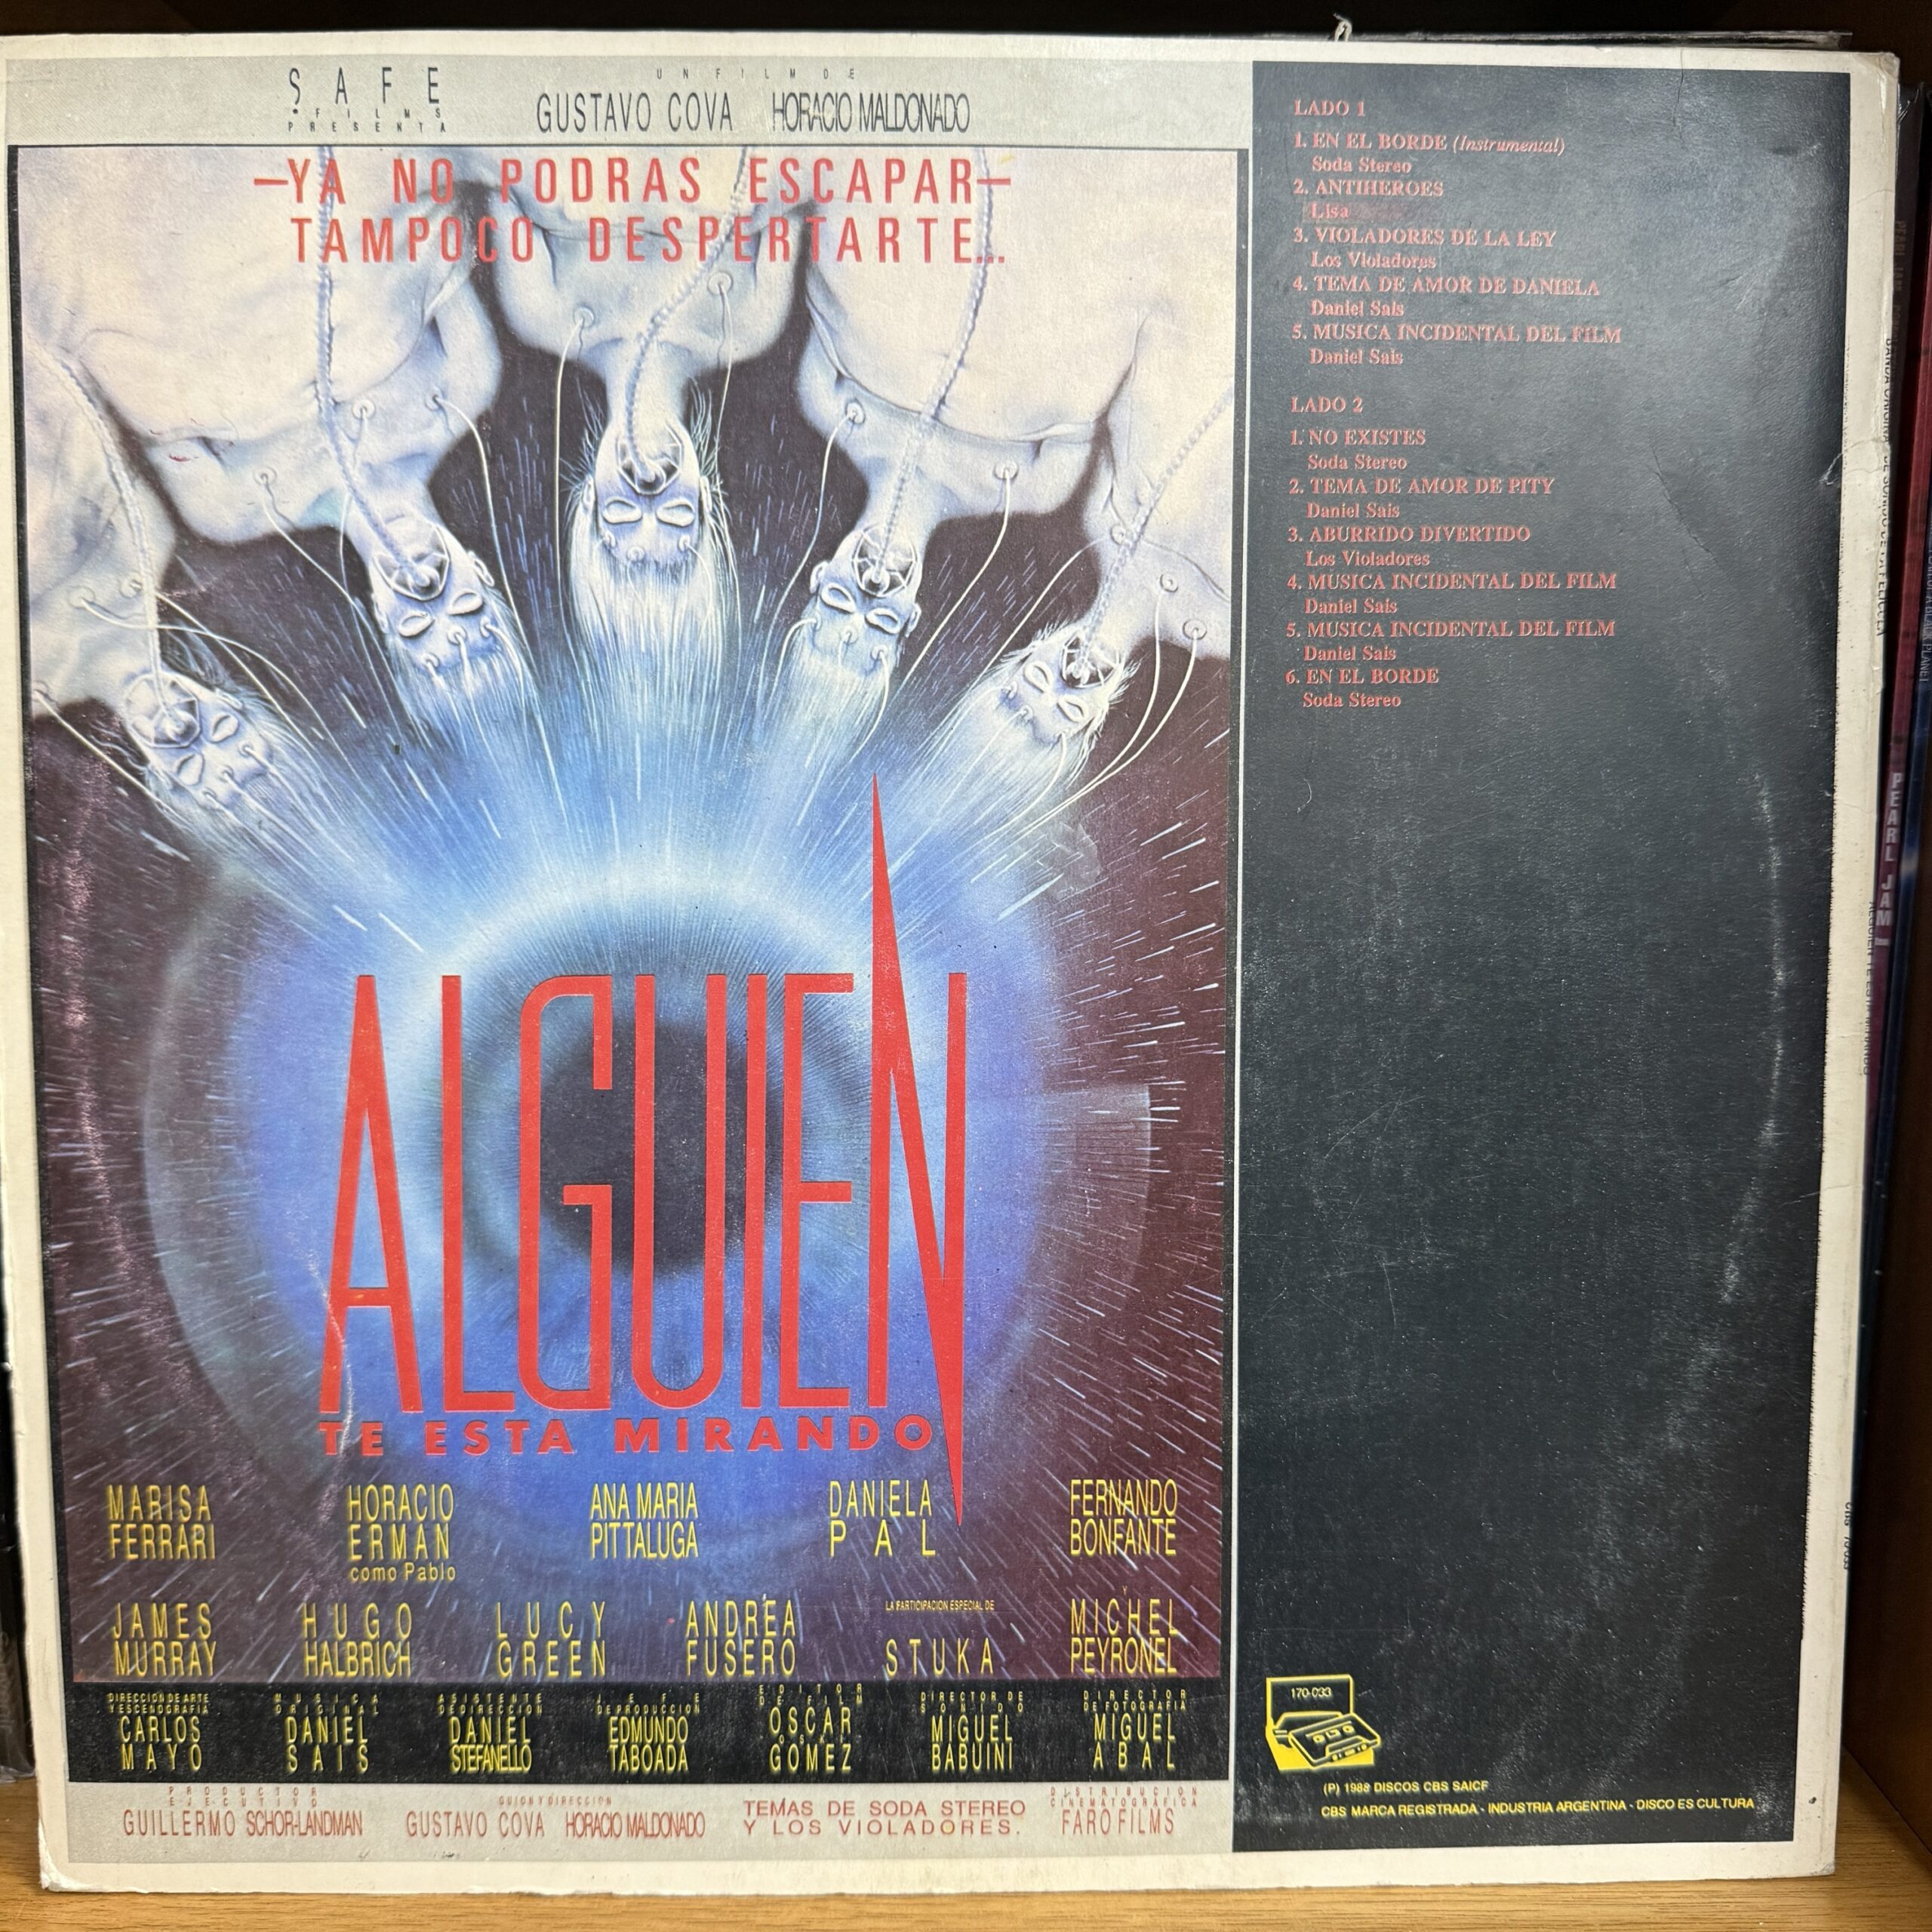 SAFE
FILMS
PRESENTA
UN FILM DE
GUSTAVO COVA HORACIO MALDONADO
—YA NO PODRAS ESCAPAR—
TAMPOCO DESPERTARTE...
ALGUIEN
TE ESTA MIRANDO
MARISA
FERRARI
HORACIO
ERMAN
como Pablo
ANA MARIA
PITTALUGA
DANIELA
PAL
FERNANDO
BONFANTE
JAMES
MURRAY
HUGO
HALBRICH
LUCY
GREEN
ANDREA
FUSERO
LA PARTICIPACION ESPECIAL DE
STUKA
Y
MICHEL
PEYRONEL
DIRECCION DE ARTE
Y ESCENOGRAFIA
CARLOS
MAYO
MUSICA
ORIGINAL
DANIEL
SAIS
ASISTENTE
DE DIRECCION
DANIEL
STEFANELLO
JEFE
DE PRODUCCION
EDMUNDO
TABOADA
EDITOR
DE FILM
OSCAR
GOMEZ
DIRECTOR DE
SONIDO
MIGUEL
BABUINI
DIRECTOR
DE FOTOGRAFIA
MIGUEL
ABAL
PRODUCTOR
EJECUTIVO
GUILLERMO SCHOR-LANDMAN
GUION Y DIRECCION
GUSTAVO COVA HORACIO MALDONADO
TEMAS DE SODA STEREO
Y LOS VIOLADORES.
DISTRIBUCION
CINEMATOGRAFICA
FARO FILMS
LADO 1
1. EN EL BORDE (Instrumental)
Soda Stereo
2. ANTIHEROES
Lisa
3. VIOLADORES DE LA LEY
Los Violadores
4. TEMA DE AMOR DE DANIELA
Daniel Sais
5. MUSICA INCIDENTAL DEL FILM
Daniel Sais
LADO 2
1. NO EXISTES
Soda Stereo
2. TEMA DE AMOR DE PITY
Daniel Sais
3. ABURRIDO DIVERTIDO
Los Violadores
4. MUSICA INCIDENTAL DEL FILM
Daniel Sais
5. MUSICA INCIDENTAL DEL FILM
Daniel Sais
6. EN EL BORDE
Soda Stereo
170-033
(P) 1988 DISCOS CBS SAICF
CBS MARCA REGISTRADA - INDUSTRIA ARGENTINA - DISCO ES CULTURA
PEARL JAM